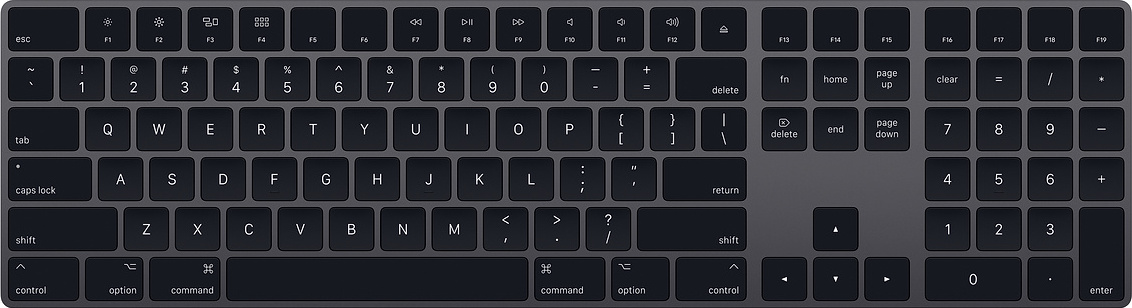 esc F1 F2 F3 F4 F5 F6 F7 F8 F9 F10 F11 F12 F13 F14 F15 F16 F17 F18 F19
~ ! @ # $ % ^ & * ( ) — +
` 1 2 3 4 5 6 7 8 9 0 - = delete fn home page up clear = / *
tab Q W E R T Y U I O P { [ } ] | \ delete end page down 7 8 9 −
caps lock A S D F G H J K L : ; " ' return 4 5 6 +
shift Z X C V B N M < , > . ? / shift ▲ 1 2 3
control option command command option control ◄ ▼ ► 0 . enter